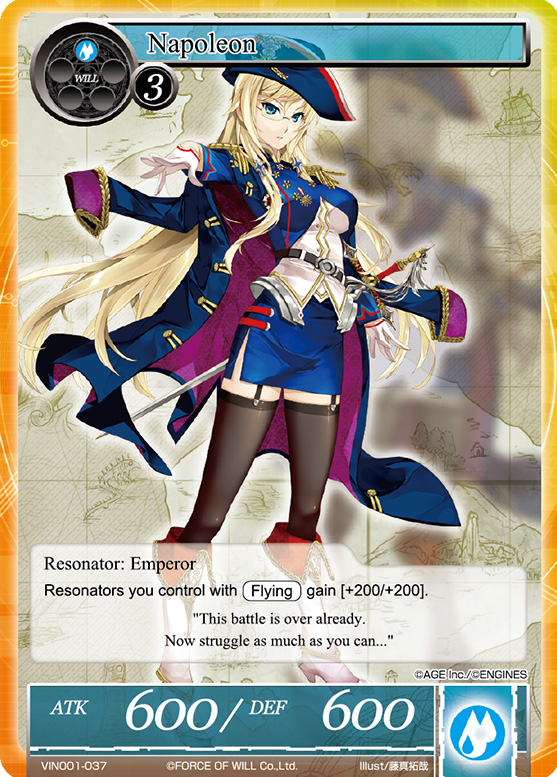 Napoleon
WILL
3
Resonator: Emperor
Resonators you control with Flying gain [+200/+200].
"This battle is over already.
Now struggle as much as you can..."
©AGE Inc./©ENGINES
ATK 600 / DEF 600
VIN001-037 ©FORCE OF WILL Co.,Ltd. Illust/藤真拓哉